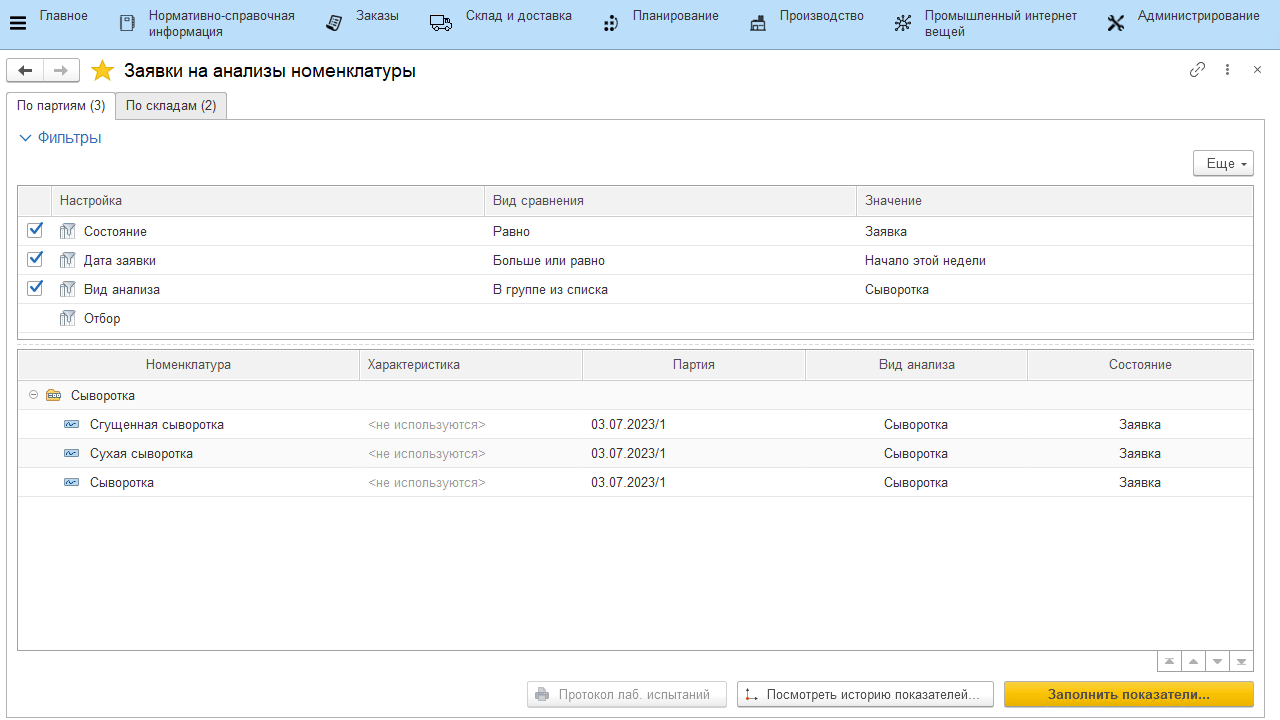 Главное
Нормативно-справочная
информация
Заказы
Склад и доставка
Планирование
Производство
Промышленный интернет
вещей
Администрирование
Заявки на анализы номенклатуры
По партиям (3) По складам (2)
Фильтры
Еще
Настройка Вид сравнения Значение
Состояние Равно Заявка
Дата заявки Больше или равно Начало этой недели
Вид анализа В группе из списка Сыворотка
Отбор
Номенклатура Характеристика Партия Вид анализа Состояние
Сыворотка
Сгущенная сыворотка <не используются> 03.07.2023/1 Сыворотка Заявка
Сухая сыворотка <не используются> 03.07.2023/1 Сыворотка Заявка
Сыворотка <не используются> 03.07.2023/1 Сыворотка Заявка
Протокол лаб. испытаний Посмотреть историю показателей... Заполнить показатели...